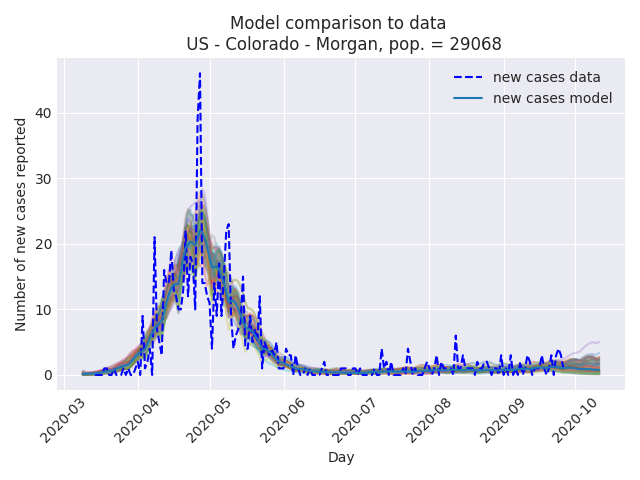 Model comparison to data
US - Colorado - Morgan, pop. = 29068
new cases data
new cases model
Number of new cases reported
40
30
20
10
0
2020-03
2020-04
2020-05
2020-06
2020-07
2020-08
2020-09
2020-10
Day